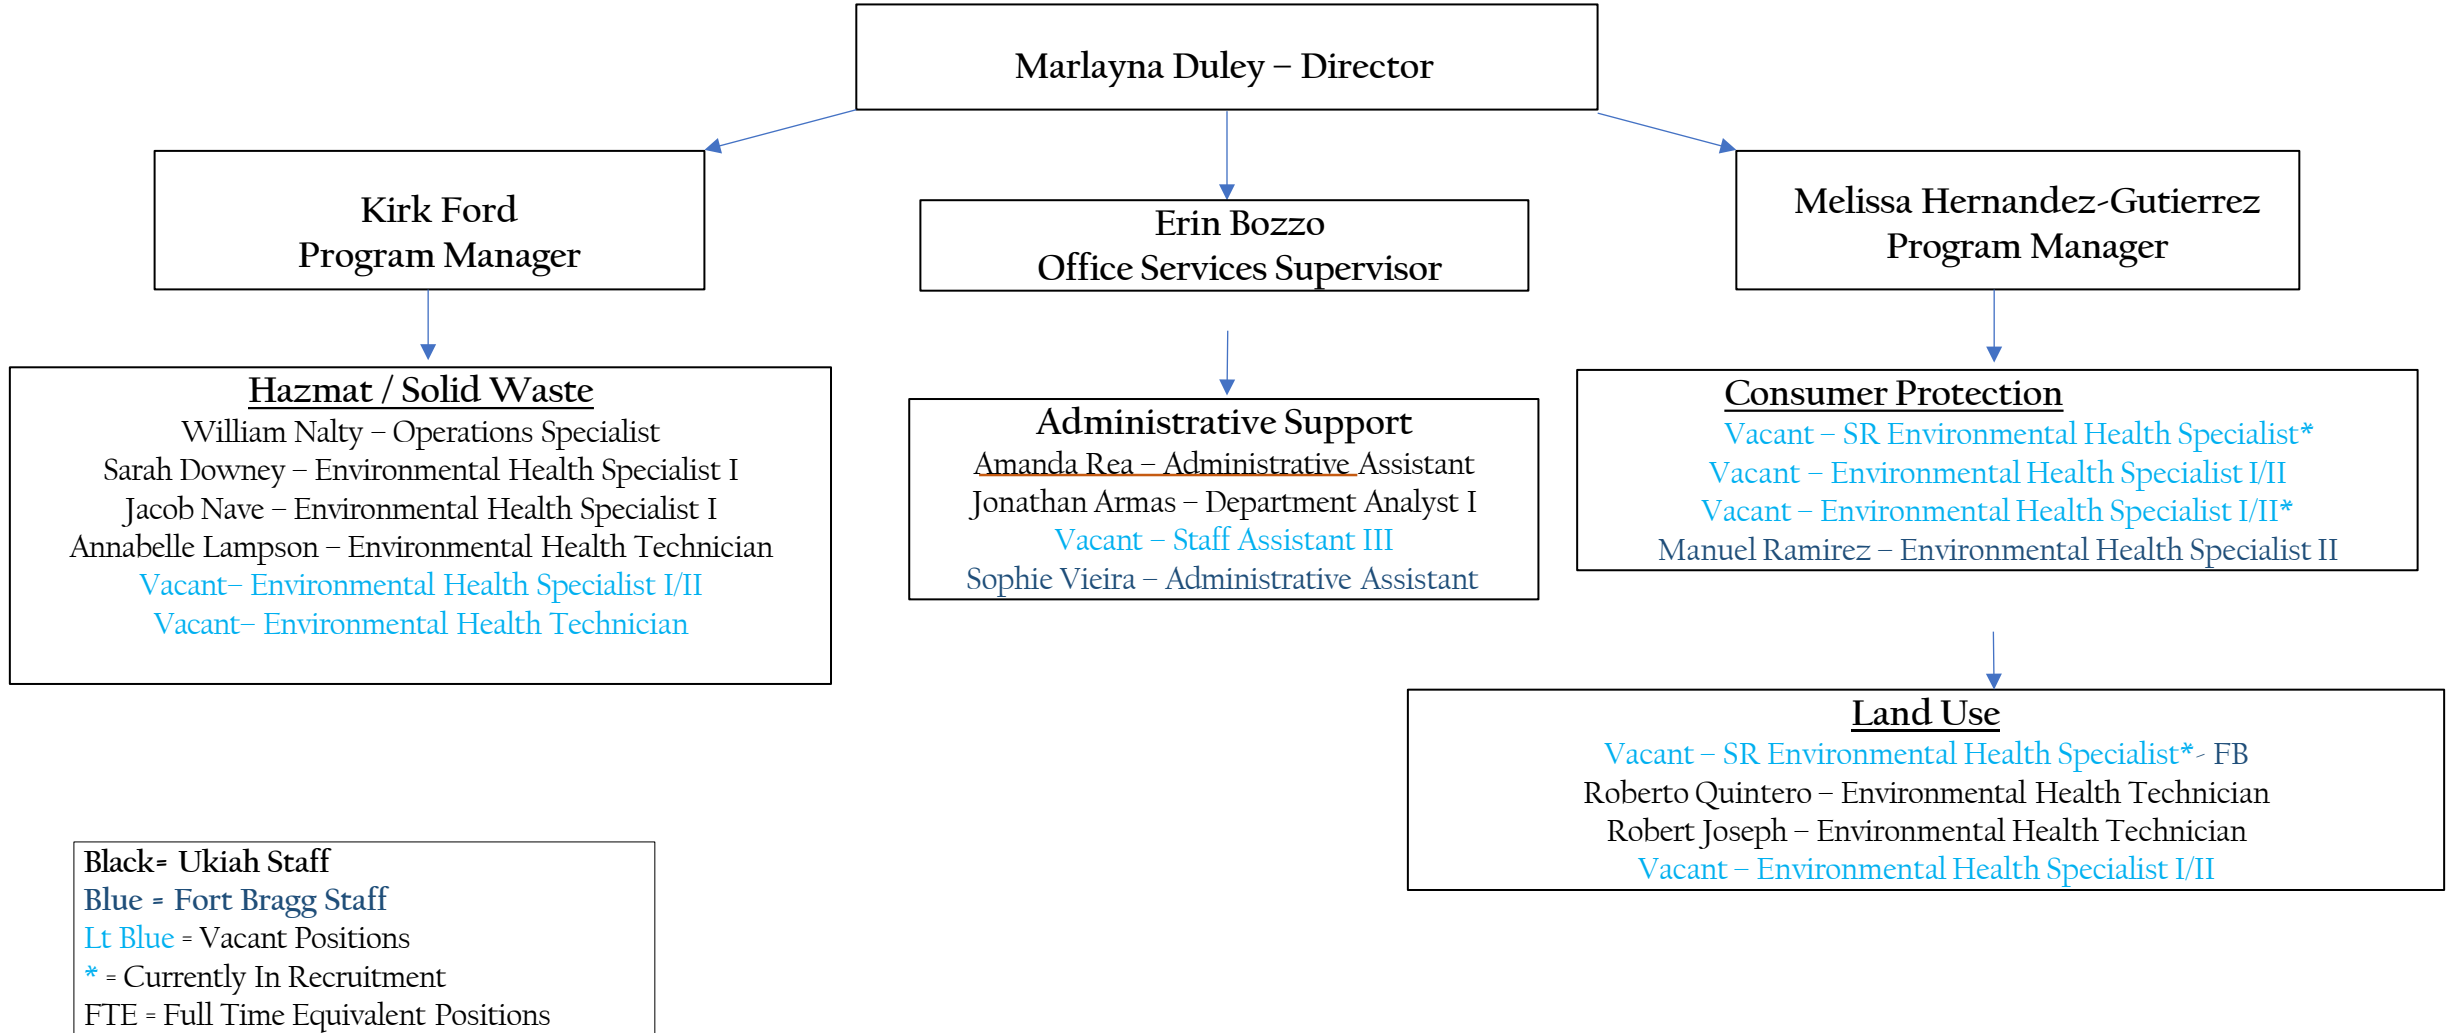 Marlayna Duley – Director
Kirk Ford
Program Manager
Erin Bozzo
Office Services Supervisor
Melissa Hernandez-Gutierrez
Program Manager
Hazmat / Solid Waste
William Nalty – Operations Specialist
Sarah Downey – Environmental Health Specialist I
Jacob Nave – Environmental Health Specialist I
Annabelle Lampson – Environmental Health Technician
Vacant– Environmental Health Specialist I/II
Vacant– Environmental Health Technician
Administrative Support
Amanda Rea – Administrative Assistant
Jonathan Armas – Department Analyst I
Vacant – Staff Assistant III
Sophie Vieira – Administrative Assistant
Consumer Protection
Vacant – SR Environmental Health Specialist*
Vacant – Environmental Health Specialist I/II
Vacant – Environmental Health Specialist I/II*
Manuel Ramirez – Environmental Health Specialist II
Land Use
Vacant – SR Environmental Health Specialist*- FB
Roberto Quintero – Environmental Health Technician
Robert Joseph – Environmental Health Technician
Vacant – Environmental Health Specialist I/II
Black= Ukiah Staff
Blue = Fort Bragg Staff
Lt Blue = Vacant Positions
* = Currently In Recruitment
FTE = Full Time Equivalent Positions